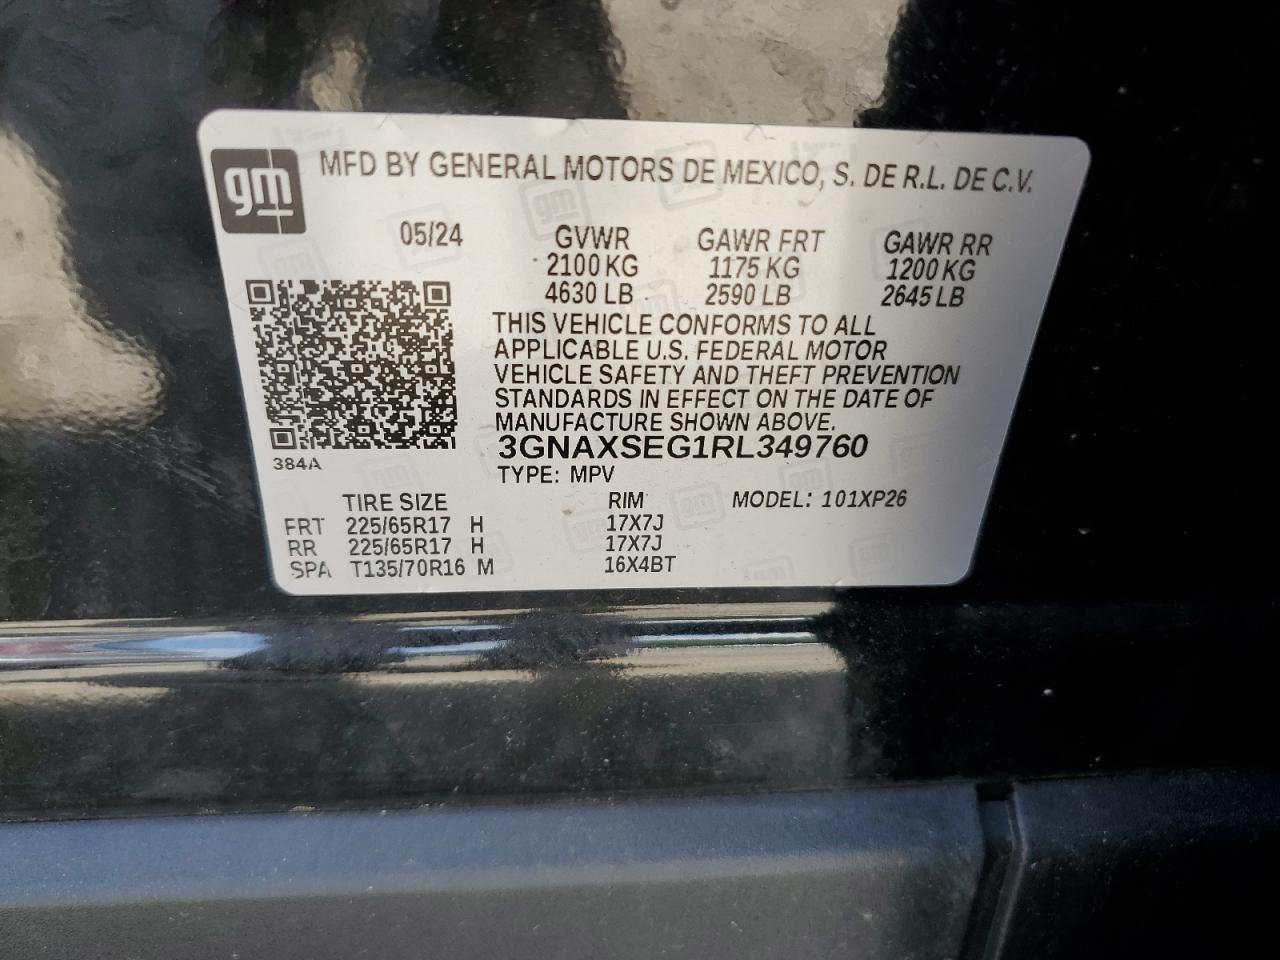 gm
MFD BY GENERAL MOTORS DE MEXICO, S. DE R.L. DE C.V.
05/24 GVWR GAWR FRT GAWR RR
2100 KG 1175 KG 1200 KG
4630 LB 2590 LB 2645 LB
THIS VEHICLE CONFORMS TO ALL
APPLICABLE U.S. FEDERAL MOTOR
VEHICLE SAFETY AND THEFT PREVENTION
STANDARDS IN EFFECT ON THE DATE OF
MANUFACTURE SHOWN ABOVE.
3GNAXSEG1RL349760
384A
TYPE: MPV
TIRE SIZE RIM MODEL: 101XP26
FRT 225/65R17 H 17X7J
RR 225/65R17 H 17X7J
SPA T135/70R16 M 16X4BT